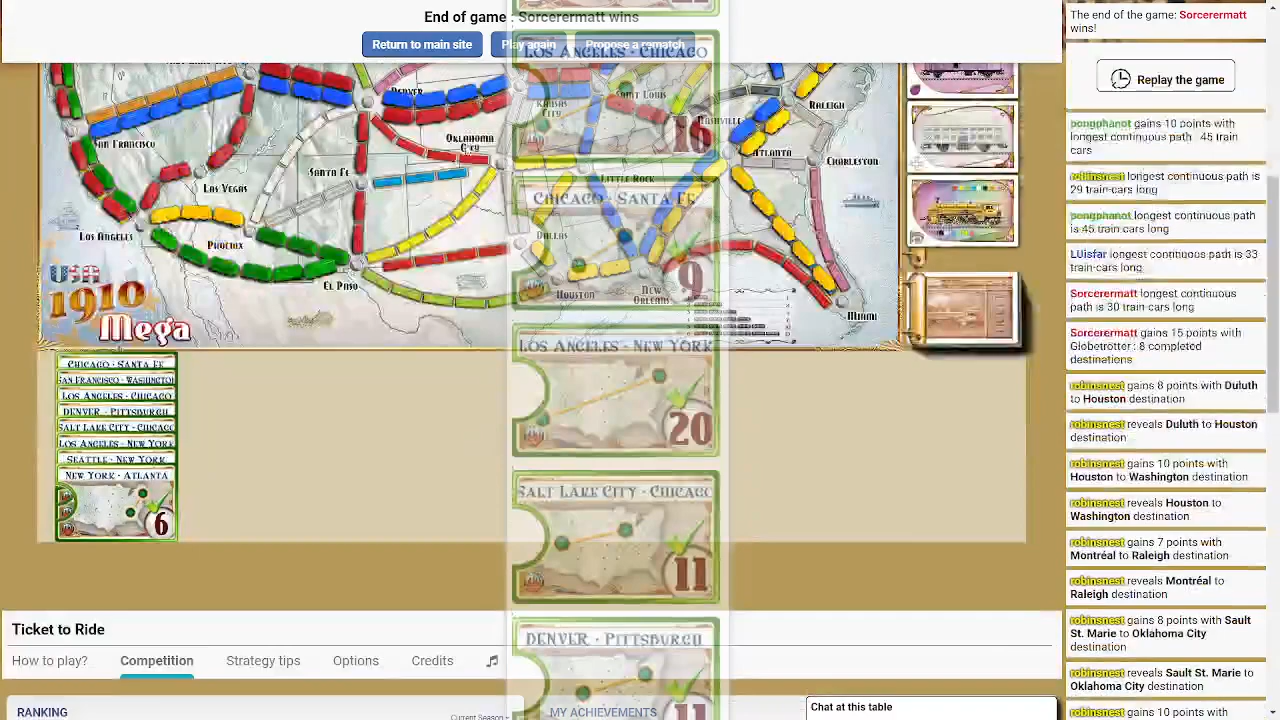 End of game : Sorcerermatt wins
Return to main site
Play again
Propose a rematch
LOS ANGELES · CHICAGO
16
CHICAGO · SANTA FE
9
LOS ANGELES · NEW YORK
20
SALT LAKE CITY · CHICAGO
11
DENVER · PITTSBURGH
11
DENVER
KANSAS CITY
SAINT LOUIS
NASHVILLE
RALEIGH
SAN FRANCISCO
OKLAHOMA CITY
ATLANTA
CHARLESTON
LAS VEGAS
SANTA FE
LITTLE ROCK
LOS ANGELES
PHOENIX
DALLAS
EL PASO
HOUSTON
NEW ORLEANS
MIAMI
USA
1910
Mega
CHICAGO · SANTA FE
SAN FRANCISCO · WASHINGTON
LOS ANGELES · CHICAGO
DENVER · PITTSBURGH
SALT LAKE CITY · CHICAGO
LOS ANGELES · NEW YORK
SEATTLE · NEW YORK
NEW YORK · ATLANTA
6
Ticket to Ride
How to play?
Competition
Strategy tips
Options
Credits
RANKING
Current Season
MY ACHIEVEMENTS
Chat at this table
The end of the game: Sorcerermatt
wins!
Replay the game
pongphanot gains 10 points with
longest continuous path : 45 train
cars
robinsnest longest continuous path is
29 train-cars long
pongphanot longest continuous path
is 45 train-cars long
LUisfar longest continuous path is 33
train-cars long
Sorcerermatt longest continuous
path is 30 train-cars long
Sorcerermatt gains 15 points with
Globetrotter : 8 completed
destinations
robinsnest gains 8 points with Duluth
to Houston destination
robinsnest reveals Duluth to Houston
destination
robinsnest gains 10 points with
Houston to Washington destination
robinsnest reveals Houston to
Washington destination
robinsnest gains 7 points with
Montréal to Raleigh destination
robinsnest reveals Montréal to
Raleigh destination
robinsnest gains 8 points with Sault
St. Marie to Oklahoma City
destination
robinsnest reveals Sault St. Marie to
Oklahoma City destination
robinsnest gains 10 points with